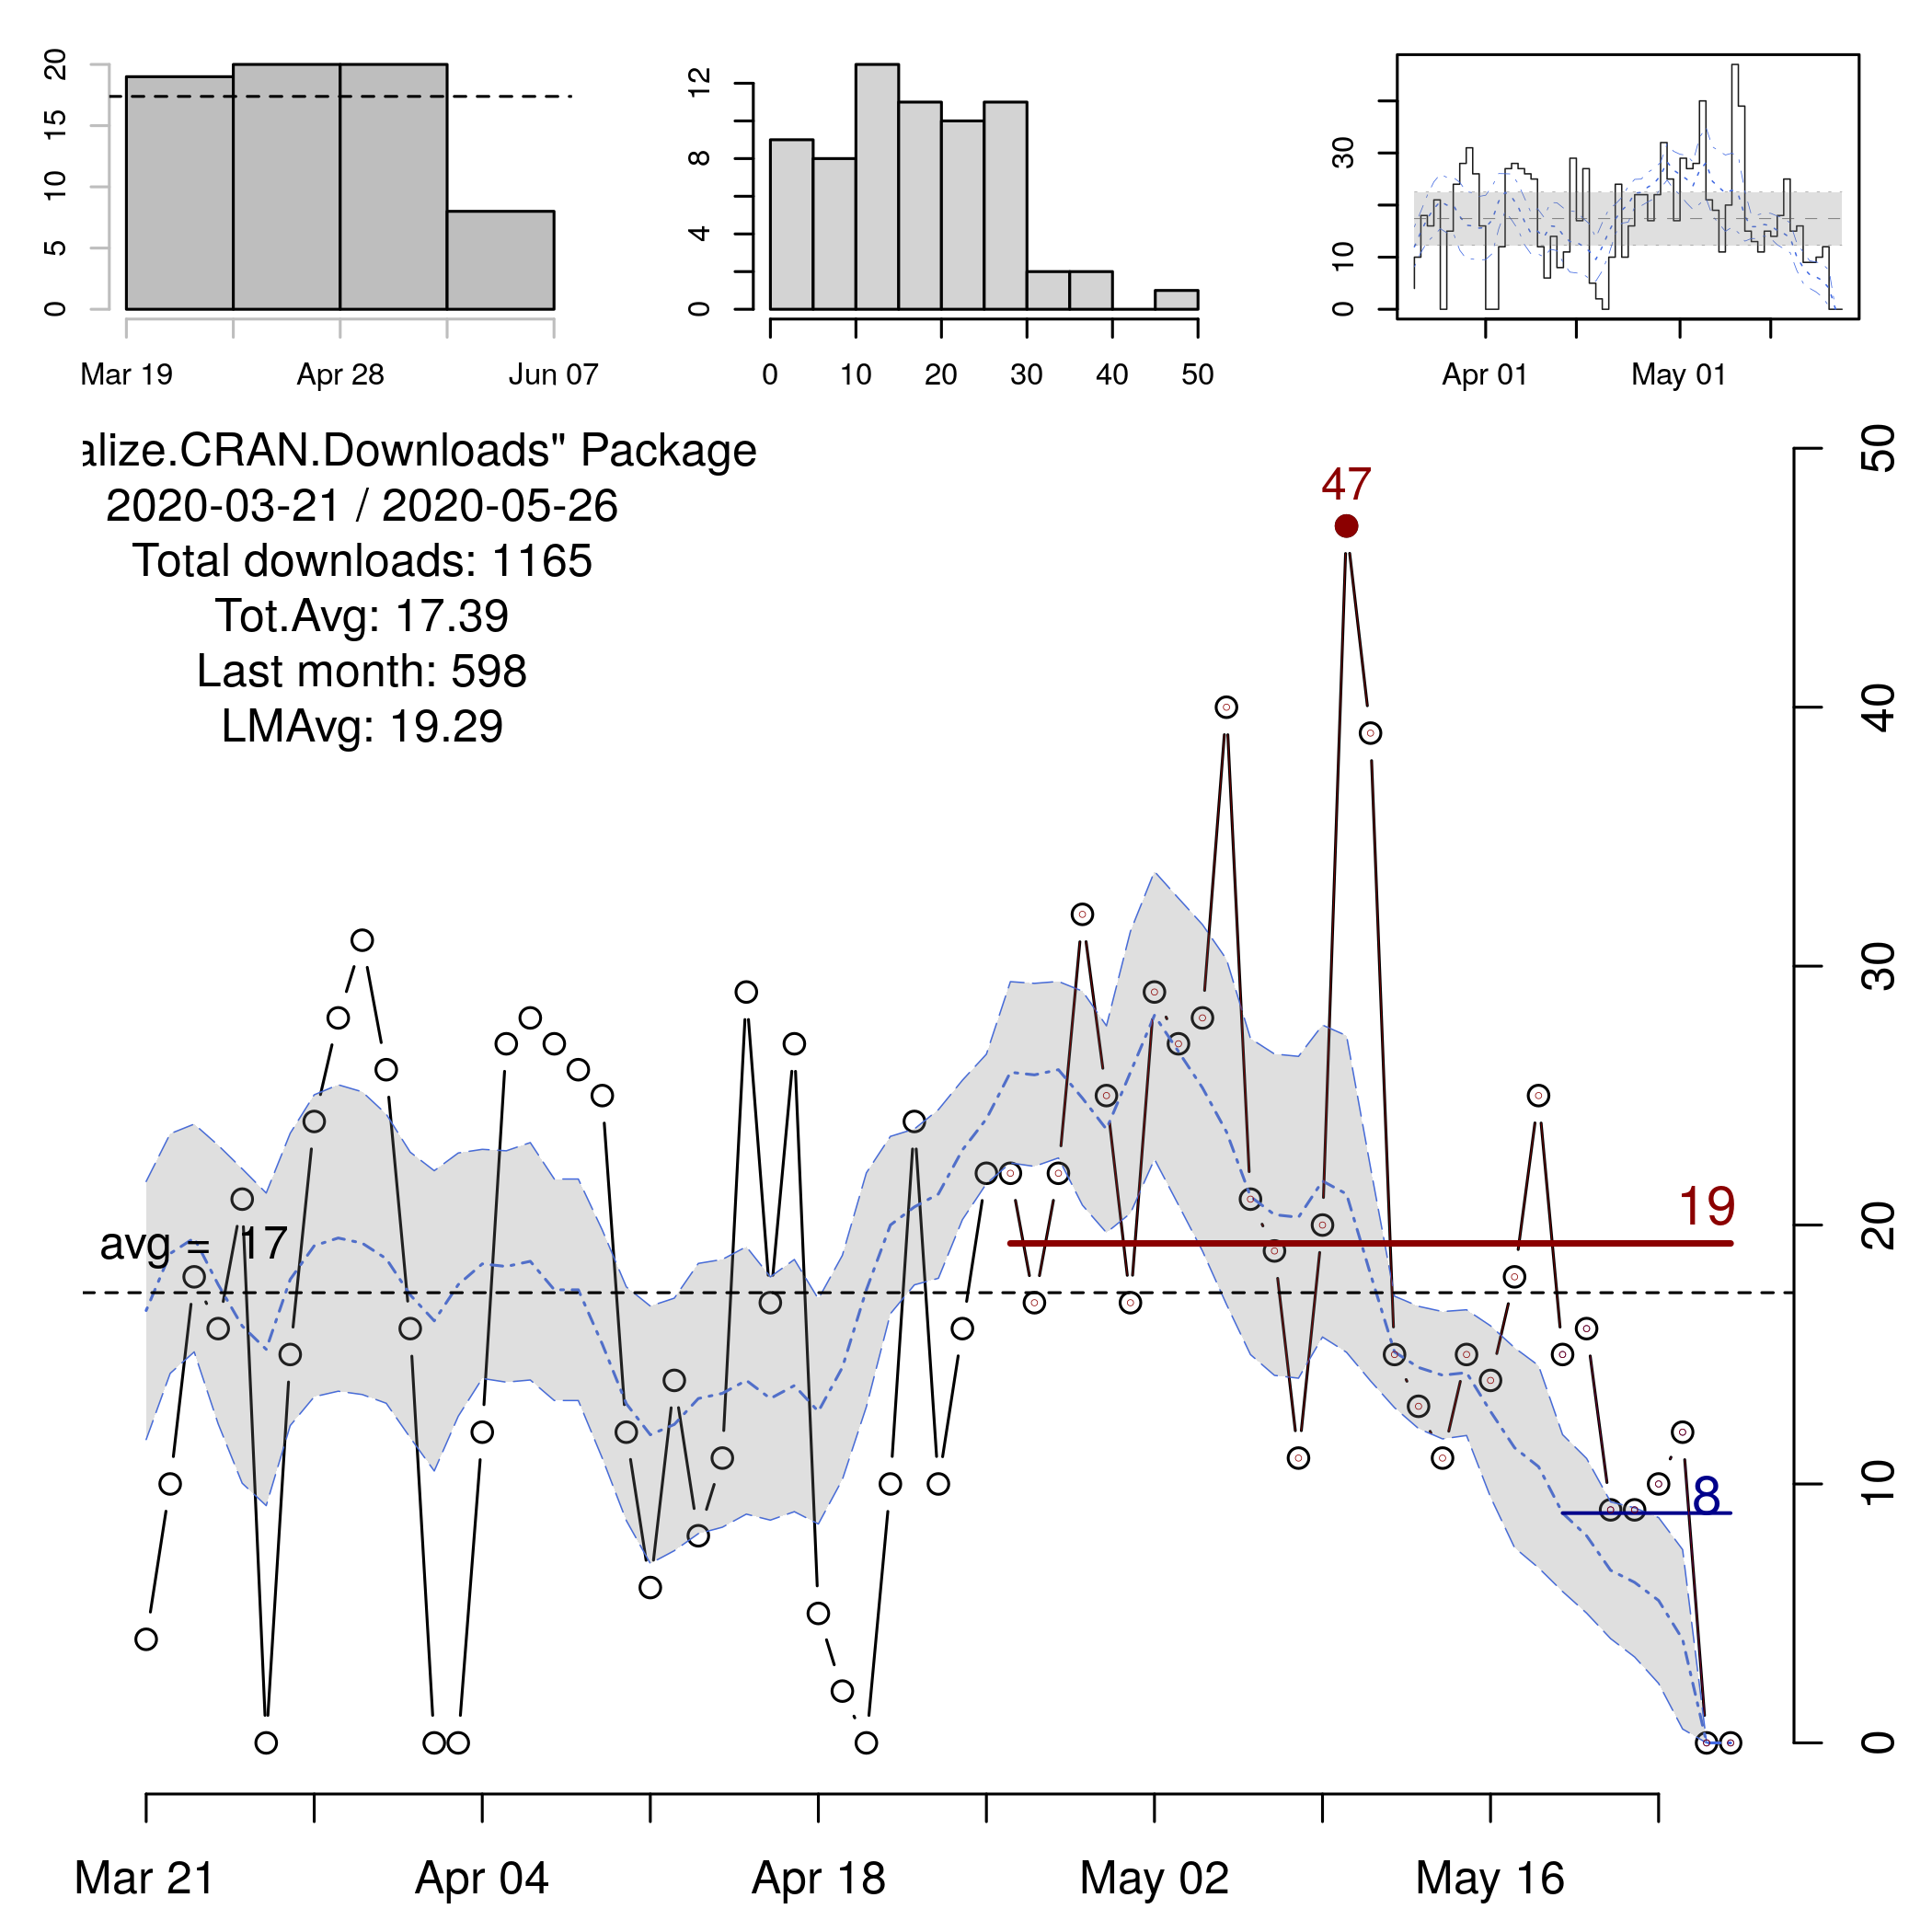 20
15
10
5
0
Mar 19 Apr 28 Jun 07
12
8
4
0
0 10 20 30 40 50
30
10
0
Apr 01 May 01
alize.CRAN.Downloads" Package
2020-03-21 / 2020-05-26
Total downloads: 1165
Tot.Avg: 17.39
Last month: 598
LMAvg: 19.29
47
avg = 17
19
8
50
40
30
20
10
0
Mar 21 Apr 04 Apr 18 May 02 May 16